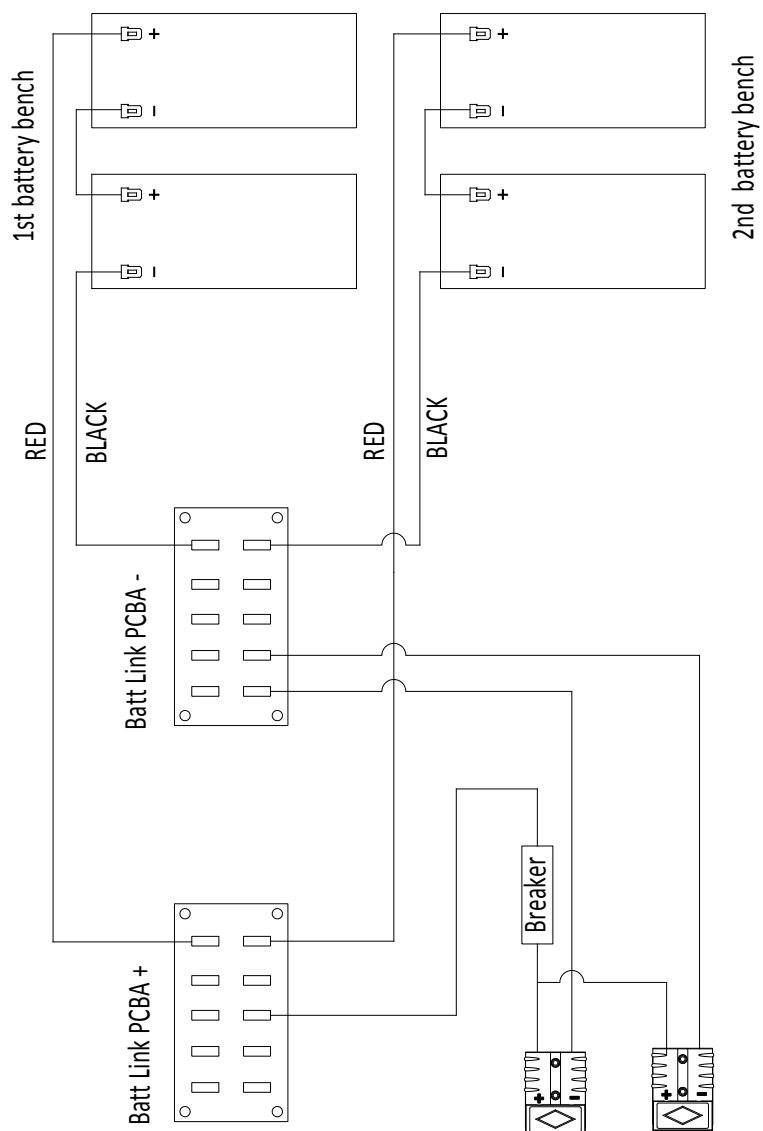 1st battery bench
+
−
+
−
+
−
+
−
2nd  battery bench
RED
BLACK
RED
BLACK
Batt Link PCBA -
Batt Link PCBA +
Breaker
+ −
+ −